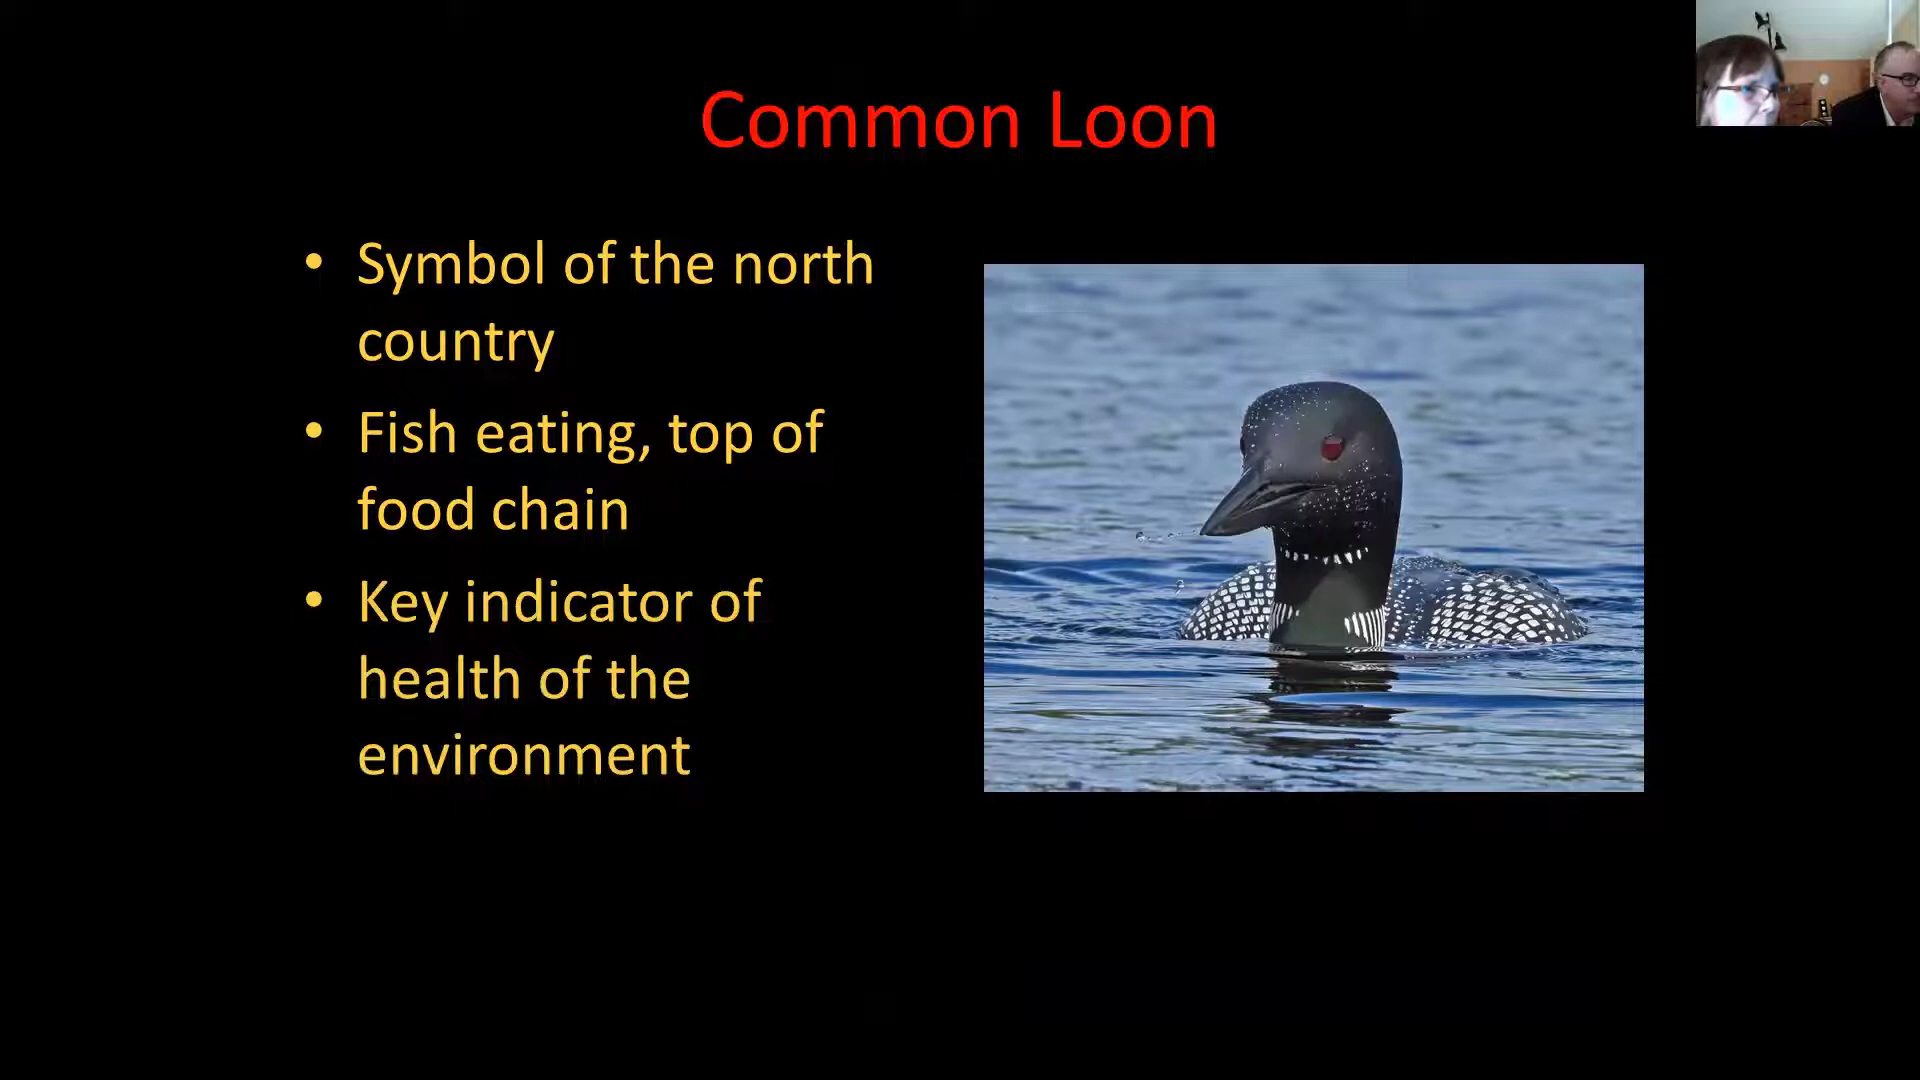 Common Loon
• Symbol of the north
country
• Fish eating, top of
food chain
• Key indicator of
health of the
environment